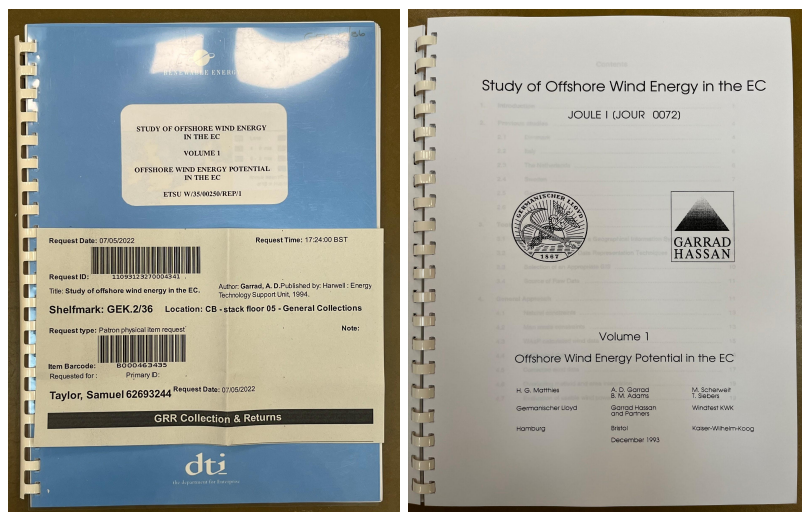 RENEWABLE ENERGY
STUDY OF OFFSHORE WIND ENERGY
IN THE EC
VOLUME 1
OFFSHORE WIND ENERGY POTENTIAL
IN THE EC
ETSU W/35/00250/REP/1
Request Date: 07/05/2022
Request Time: 17:24:00 BST
Request ID:
11093123270004341
Title: Study of offshore wind energy in the EC.
Author: Garrad, A. D.Published by: Harwell : Energy
Technology Support Unit, 1994.
Shelfmark: GEK.2/36 Location: CB - stack floor 05 - General Collections
Request type: Patron physical item request
Note:
Item Barcode:
B000463435
Requested for : Primary ID:
Taylor, Samuel 62693244 Request Date: 07/05/2022
GRR Collection & Returns
dti
the department for Enterprise
Study of Offshore Wind Energy in the EC
JOULE I (JOUR 0072)
GERMANISCHER LLOYD
1867
GARRAD
HASSAN
Volume 1
Offshore Wind Energy Potential in the EC
H. G. Matthies
A. D. Garrad
B. M. Adams
M. Scherweit
T. Siebers
Germanischer Lloyd
Garrad Hassan
and Partners
Windtest KWK
Hamburg
Bristol
Kaiser-Wilhelm-Koog
December 1993